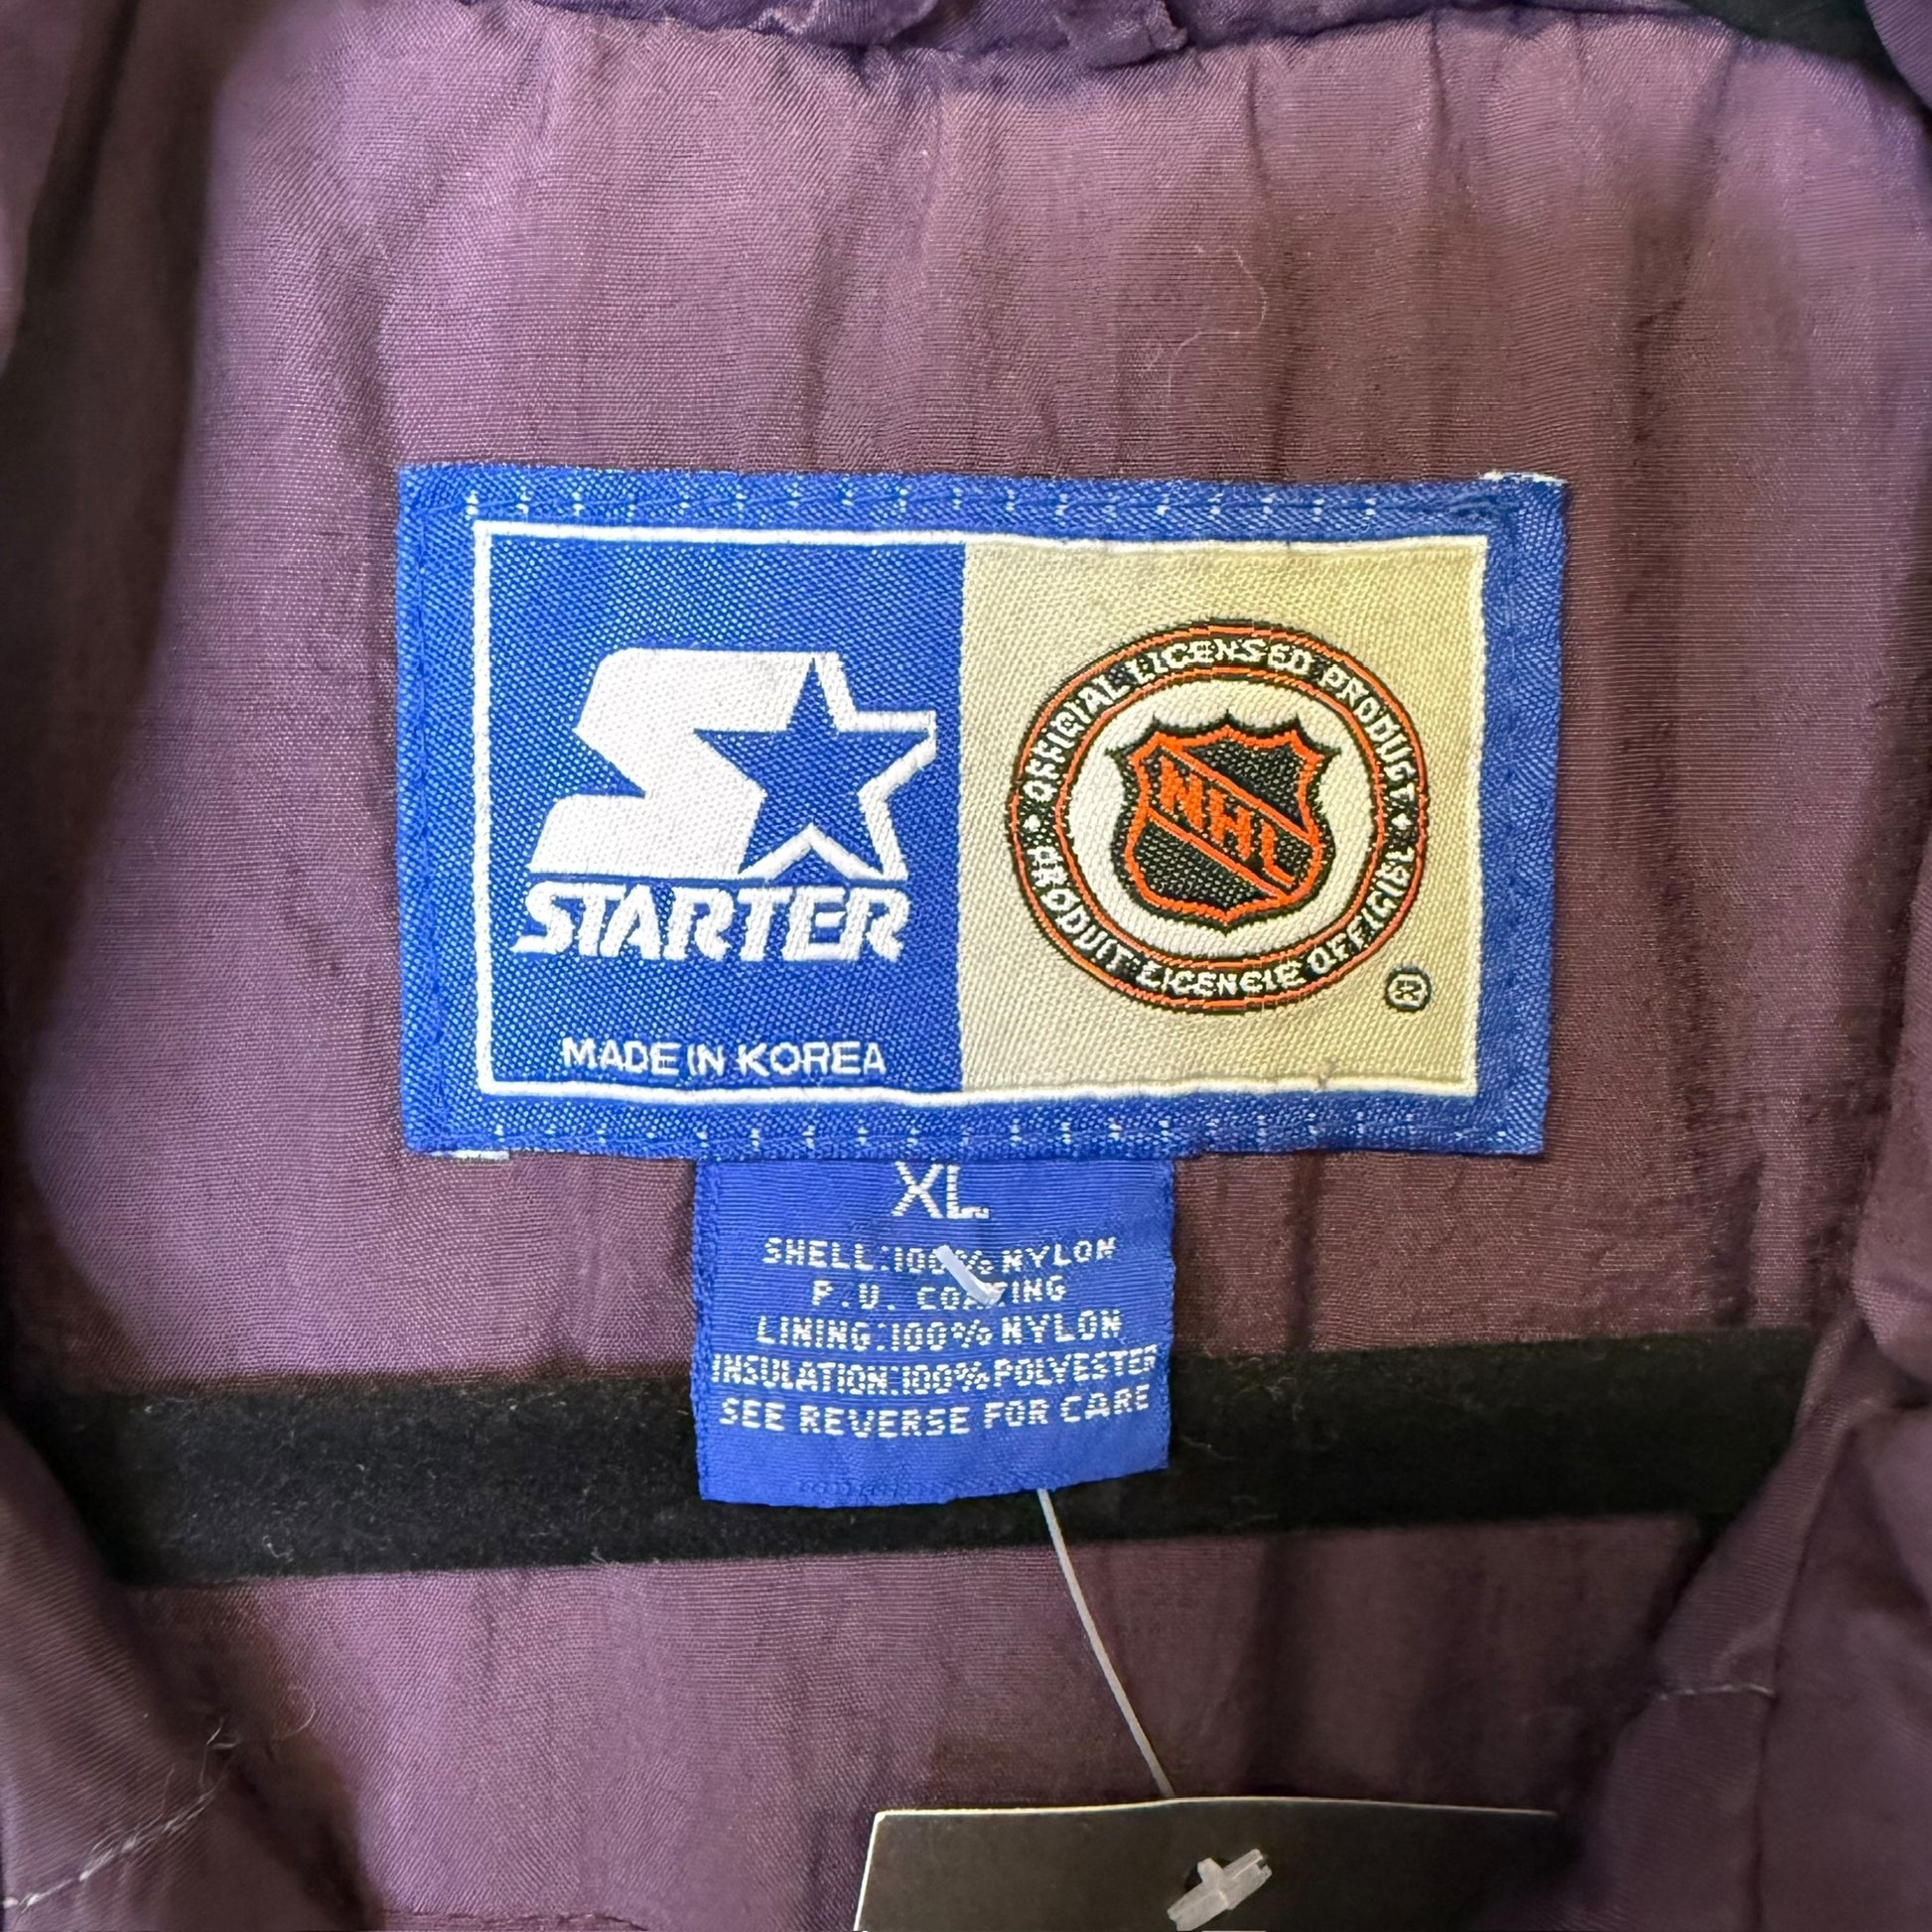 STARTER
MADE IN KOREA
OFFICIAL LICENSED PRODUCT
NHL
PRODUIT LICENCIE OFFICIEL
®
XL
SHELL:100% NYLON
P.U. COATING
LINING:100% NYLON
INSULATION:100% POLYESTER
SEE REVERSE FOR CARE